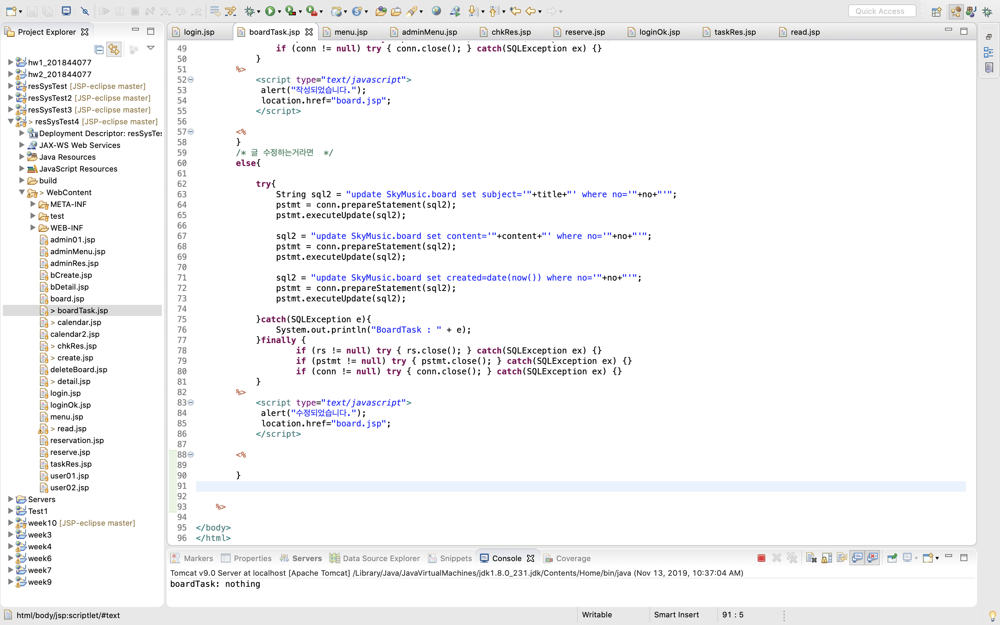 Quick Access
Project Explorer
hw1_201844077
hw2_201844077
resSysTest [JSP-eclipse master]
resSysTest2 [JSP-eclipse master]
resSysTest3 [JSP-eclipse master]
> resSysTest4 [JSP-eclipse master]
Deployment Descriptor: resSysTes
JAX-WS Web Services
Java Resources
JavaScript Resources
build
> WebContent
META-INF
test
WEB-INF
admin01.jsp
adminMenu.jsp
adminRes.jsp
bCreate.jsp
bDetail.jsp
board.jsp
> boardTask.jsp
> calendar.jsp
calendar2.jsp
> chkRes.jsp
> create.jsp
deleteBoard.jsp
> detail.jsp
login.jsp
loginOk.jsp
menu.jsp
> read.jsp
reservation.jsp
reserve.jsp
taskRes.jsp
user01.jsp
user02.jsp
Servers
Test1
week10 [JSP-eclipse master]
week3
week4
week6
week7
week9
login.jsp boardTask.jsp menu.jsp adminMenu.jsp chkRes.jsp reserve.jsp loginOk.jsp taskRes.jsp read.jsp
49 if (conn != null) try { conn.close(); } catch(SQLException ex) {}
50 }
51 %>
52 <script type="text/javascript">
53 alert("작성되었습니다.");
54 location.href="board.jsp";
55 </script>
56
57 <%
58 }
59 /* 글 수정하는거라면  */
60 else{
61
62 try{
63 String sql2 = "update SkyMusic.board set subject='"+title+"' where no='"+no+"'";
64 pstmt = conn.prepareStatement(sql2);
65 pstmt.executeUpdate(sql2);
66
67 sql2 = "update SkyMusic.board set content='"+content+"' where no='"+no+"'";
68 pstmt = conn.prepareStatement(sql2);
69 pstmt.executeUpdate(sql2);
70
71 sql2 = "update SkyMusic.board set created=date(now()) where no='"+no+"'";
72 pstmt = conn.prepareStatement(sql2);
73 pstmt.executeUpdate(sql2);
74
75 }catch(SQLException e){
76 System.out.println("BoardTask : " + e);
77 }finally {
78 if (rs != null) try { rs.close(); } catch(SQLException ex) {}
79 if (pstmt != null) try { pstmt.close(); } catch(SQLException ex) {}
80 if (conn != null) try { conn.close(); } catch(SQLException ex) {}
81 }
82 %>
83 <script type="text/javascript">
84 alert("수정되었습니다.");
85 location.href="board.jsp";
86 </script>
87
88 <%
89
90 }
91
92
93 %>
94
95 </body>
96 </html>
Markers Properties Servers Data Source Explorer Snippets Console Coverage
Tomcat v9.0 Server at localhost [Apache Tomcat] /Library/Java/JavaVirtualMachines/jdk1.8.0_231.jdk/Contents/Home/bin/java (Nov 13, 2019, 10:37:04 AM)
boardTask: nothing
html/body/jsp:scriptlet/#text Writable Smart Insert 91 : 5